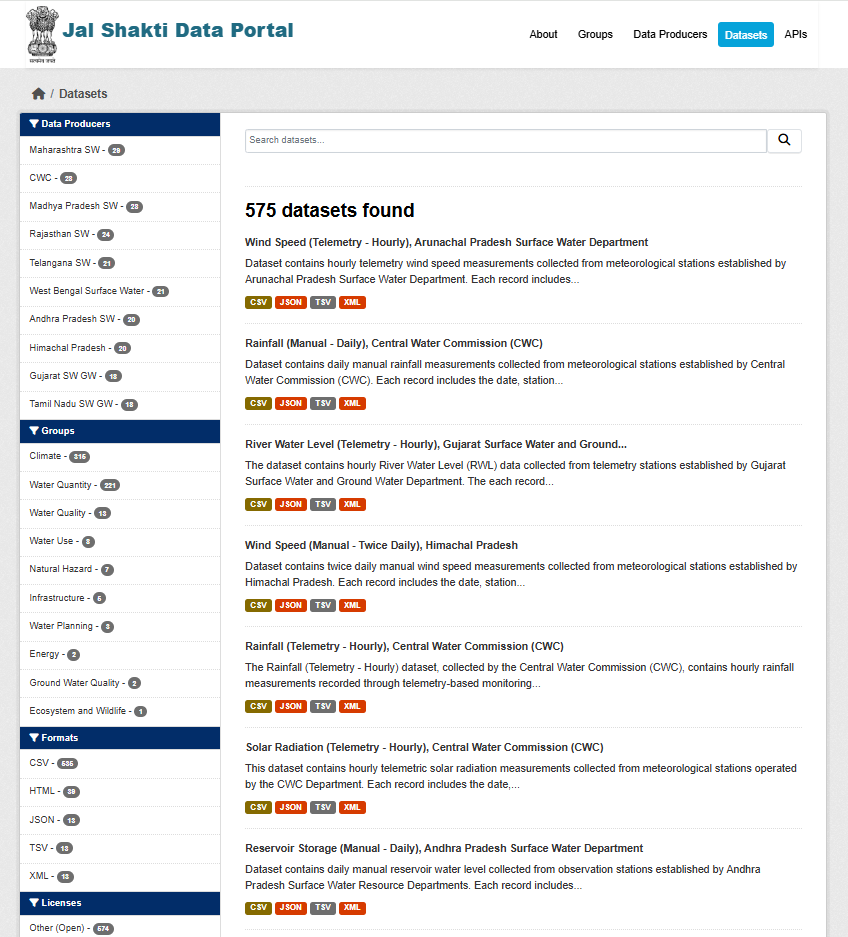 सत्यमेव जयते
Jal Shakti Data Portal
About Groups Data Producers Datasets APIs
/ Datasets
Data Producers
Maharashtra SW - 29
CWC - 28
Madhya Pradesh SW - 28
Rajasthan SW - 24
Telangana SW - 21
West Bengal Surface Water - 21
Andhra Pradesh SW - 20
Himachal Pradesh - 20
Gujarat SW GW - 18
Tamil Nadu SW GW - 18
Groups
Climate - 315
Water Quantity - 221
Water Quality - 13
Water Use - 8
Natural Hazard - 7
Infrastructure - 5
Water Planning - 3
Energy - 2
Ground Water Quality - 2
Ecosystem and Wildlife - 1
Formats
CSV - 535
HTML - 39
JSON - 13
TSV - 13
XML - 13
Licenses
Other (Open) - 574
Search datasets...
575 datasets found
Wind Speed (Telemetry - Hourly), Arunachal Pradesh Surface Water Department
Dataset contains hourly telemetry wind speed measurements collected from meteorological stations established by
Arunachal Pradesh Surface Water Department. Each record includes...
CSV JSON TSV XML
Rainfall (Manual - Daily), Central Water Commission (CWC)
Dataset contains daily manual rainfall measurements collected from meteorological stations established by Central
Water Commission (CWC). Each record includes the date, station...
CSV JSON TSV XML
River Water Level (Telemetry - Hourly), Gujarat Surface Water and Ground...
The dataset contains hourly River Water Level (RWL) data collected from telemetry stations established by Gujarat
Surface Water and Ground Water Department. The each record...
CSV JSON TSV XML
Wind Speed (Manual - Twice Daily), Himachal Pradesh
Dataset contains twice daily manual wind speed measurements collected from meteorological stations established by
Himachal Pradesh. Each record includes the date, station...
CSV JSON TSV XML
Rainfall (Telemetry - Hourly), Central Water Commission (CWC)
The Rainfall (Telemetry - Hourly) dataset, collected by the Central Water Commission (CWC), contains hourly rainfall
measurements recorded through telemetry-based monitoring...
CSV JSON TSV XML
Solar Radiation (Telemetry - Hourly), Central Water Commission (CWC)
This dataset contains hourly telemetric solar radiation measurements collected from meteorological stations operated
by the CWC Department. Each record includes the date,...
CSV JSON TSV XML
Reservoir Storage (Manual - Daily), Andhra Pradesh Surface Water Department
Dataset contains daily manual reservoir water level collected from observation stations established by Andhra
Pradesh Surface Water Resource Departments. Each record includes...
CSV JSON TSV XML